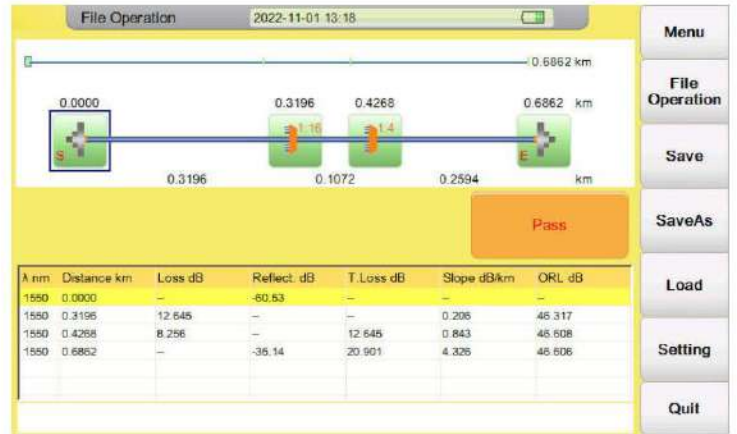 File Operation 2022-11-01 13:18
Menu
0.6862 km
File Operation
0.0000 0.3196 0.4268 0.6862 km
S 1:16 1:4 E
Save
0.3196 0.1072 0.2594 km
Pass
SaveAs
λ nm Distance km Loss dB Reflect. dB T.Loss dB Slope dB/km ORL dB
1550 0.0000 -- -60.53 -- -- --
Load
1550 0.3196 12.645 -- -- 0.206 46.317
1550 0.4268 8.256 -- 12.645 0.843 46.608
1550 0.6862 -- -35.14 20.901 4.326 46.606
Setting
Quit